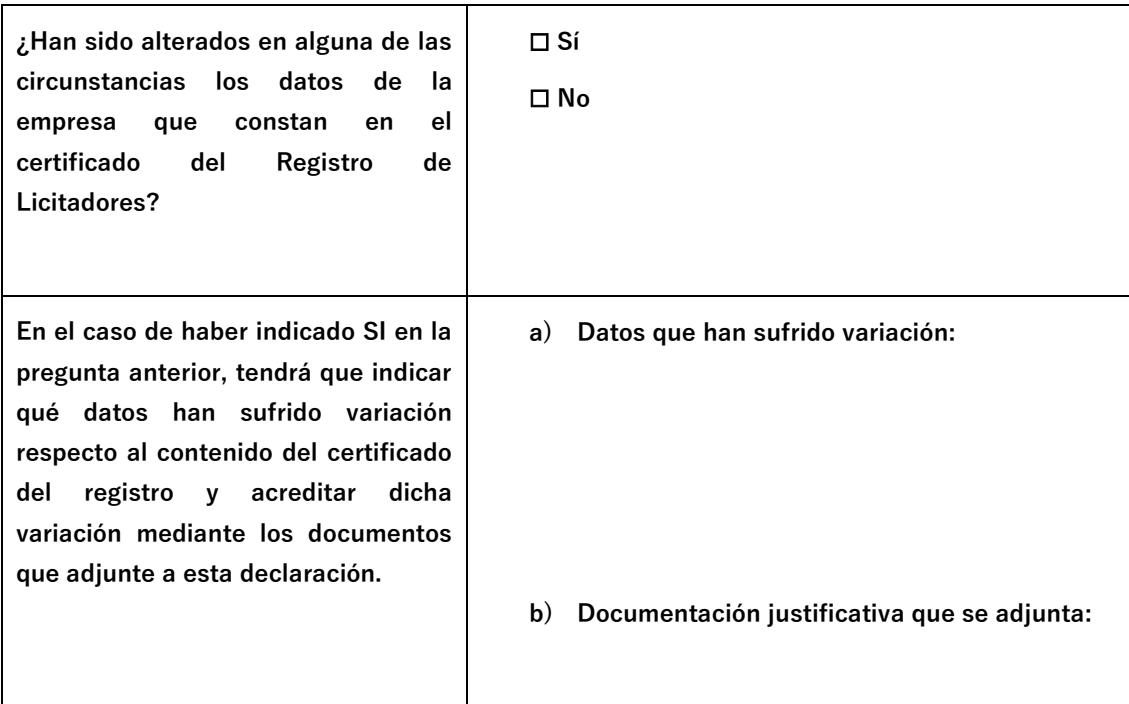 ¿Han sido alterados en alguna de las
circunstancias los datos de la
empresa que constan en el
certificado del Registro de
Licitadores?
☐ Sí
☐ No
En el caso de haber indicado SI en la
pregunta anterior, tendrá que indicar
qué datos han sufrido variación
respecto al contenido del certificado
del registro y acreditar dicha
variación mediante los documentos
que adjunte a esta declaración.
a) Datos que han sufrido variación:
b) Documentación justificativa que se adjunta: